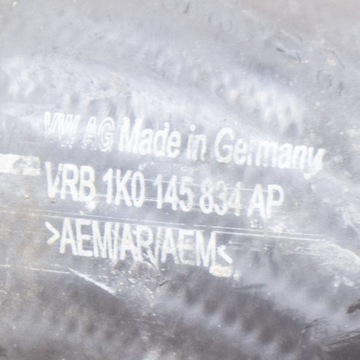 VW AG Made in Germany
VRB 1K0 145 834 AP
>AEM/AR/AEM<